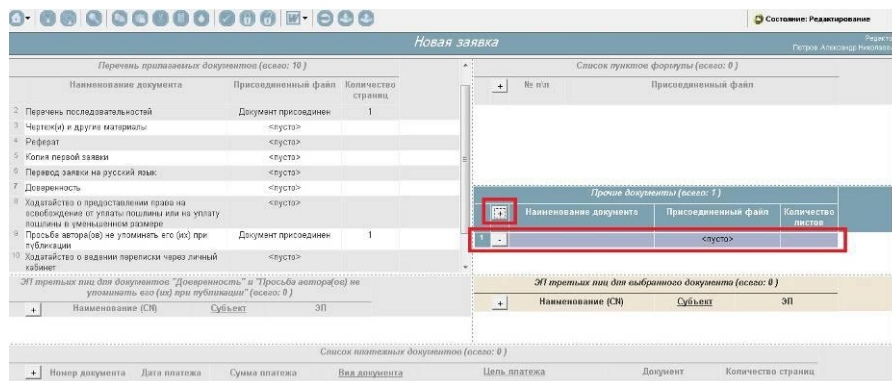 Состояние: Редактирование
Новая заявка
Петров Александр Николаевич
Перечень прилагаемых документов (всего: 10 )
Наименование документа Присоединенный файл Количество страниц
2 Перечень последовательностей Документ присоединен 1
3 Чертеж(и) и другие материалы <пусто>
4 Реферат <пусто>
5 Копия первой заявки <пусто>
6 Перевод заявки на русский язык <пусто>
7 Доверенность <пусто>
8 Ходатайство о предоставлении права на <пусто>
освобождение от уплаты пошлины или на уплату
пошлины в уменьшенном размере
9 Просьба автора(ов) не упоминать его (их) при Документ присоединен 1
публикации
10 Ходатайство о ведении переписки через личный <пусто>
кабинет
Список пунктов формулы (всего: 0 )
+ № п\п Присоединенный файл
Прочие документы (всего: 1 )
+ Наименование документа Присоединенный файл Количество листов
1 - <пусто>
ЭП третьих лиц для документов "Доверенность" и "Просьба автора(ов) не
упоминать его (их) при публикации" (всего: 0 )
+ Наименование (CN) Субъект ЭП
ЭП третьих лиц для выбранного документа (всего: 0 )
+ Наименование (CN) Субъект ЭП
Список платежных документов (всего: 0 )
+ Номер документа Дата платежа Сумма платежа Вид документа Цель платежа Документ Количество страниц